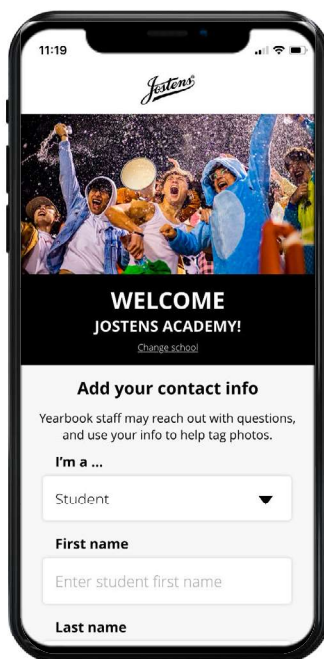 11:19
Jostens
WELCOME
JOSTENS ACADEMY!
Change school
Add your contact info
Yearbook staff may reach out with questions,
and use your info to help tag photos.
I'm a ...
Student
First name
Enter student first name
Last name